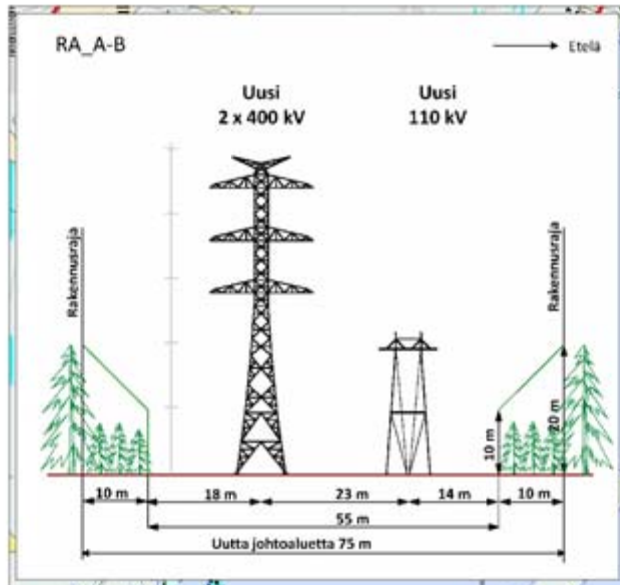 RA_A-B
Etelä
Uusi
2 x 400 kV
Uusi
110 kV
Rakennusraja
Rakennusraja
20 m
10 m
10 m
18 m
23 m
14 m
10 m
55 m
Uutta johtoaluetta 75 m